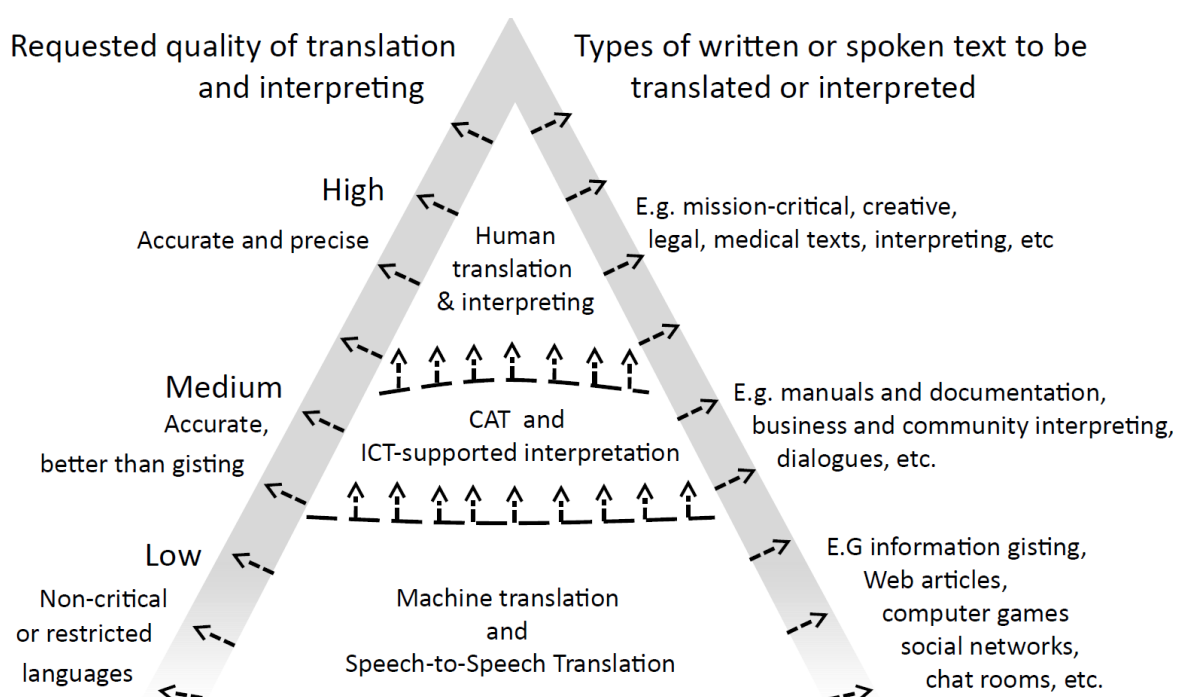 Requested quality of translation
and interpreting
Types of written or spoken text to be
translated or interpreted
High
Accurate and precise
Human
translation
& interpreting
E.g. mission-critical, creative,
legal, medical texts, interpreting, etc
Medium
Accurate,
better than gisting
CAT and
ICT-supported interpretation
E.g. manuals and documentation,
business and community interpreting,
dialogues, etc.
Low
Non-critical
or restricted
languages
Machine translation
and
Speech-to-Speech Translation
E.G information gisting,
Web articles,
computer games
social networks,
chat rooms, etc.